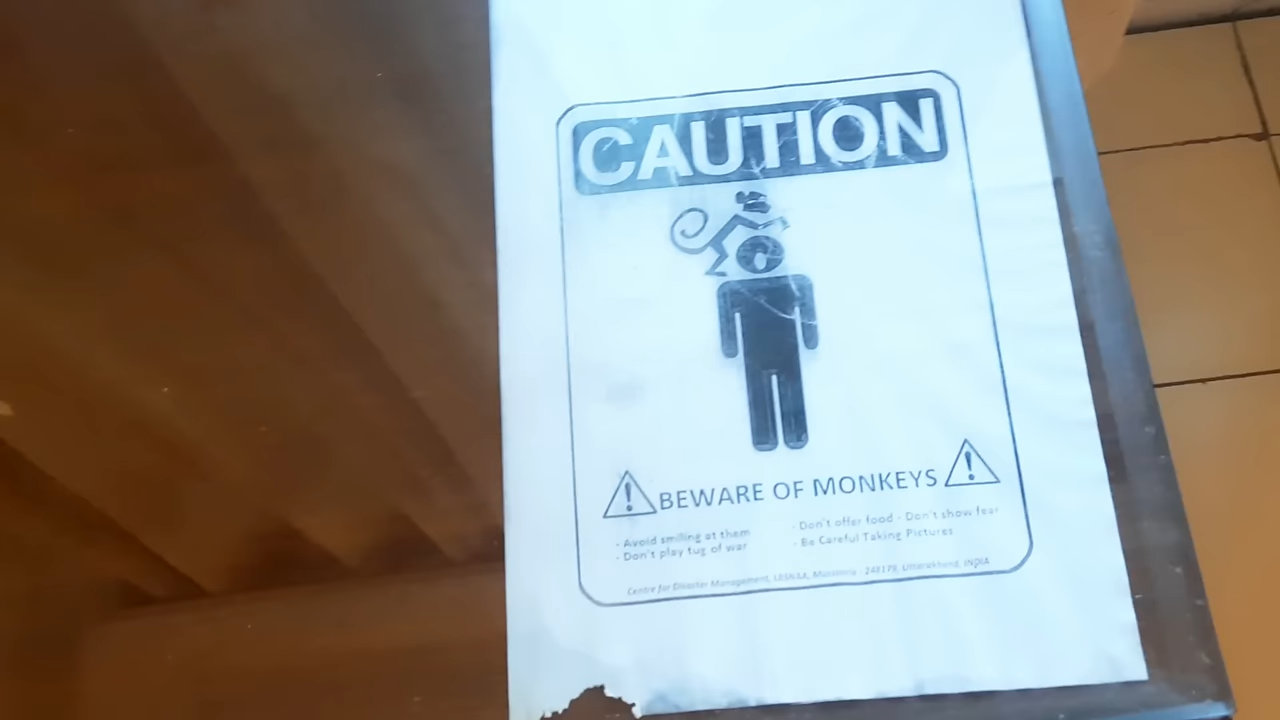 CAUTION
BEWARE OF MONKEYS
- Avoid smiling at them
- Don't play tug of war
- Don't offer food - Don't show fear
- Be Careful Taking Pictures
Centre for Disaster Management, LBSNAA, Mussoorie - 248179, Uttarakhand, INDIA